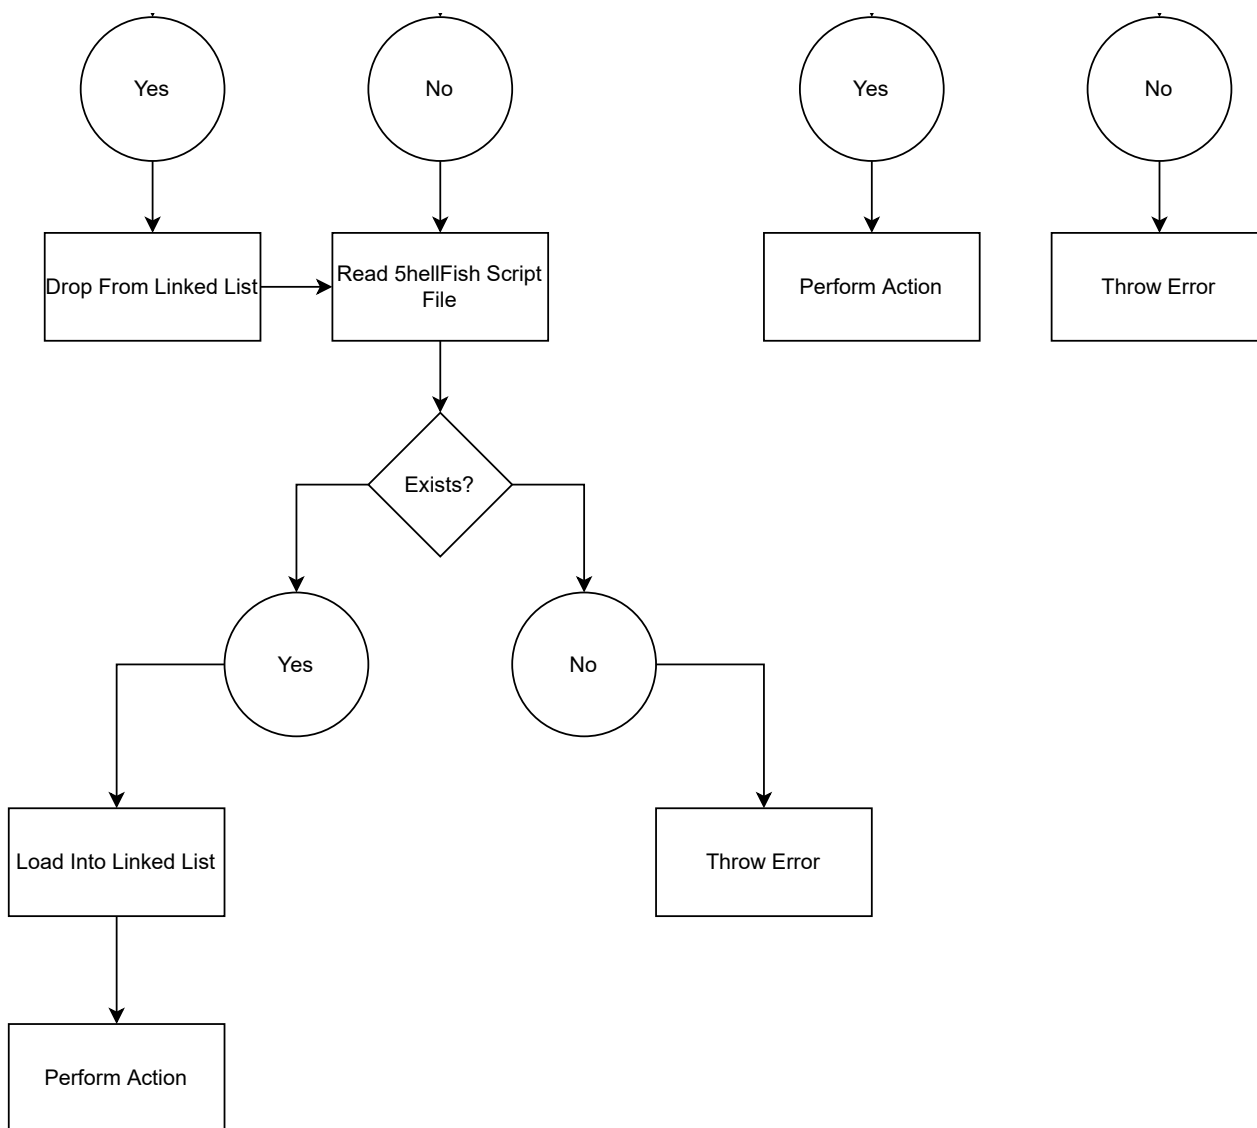 Yes
No
Yes
No
Drop From Linked List
Read 5hellFish Script
File
Perform Action
Throw Error
Exists?
Yes
No
Load Into Linked List
Throw Error
Perform Action